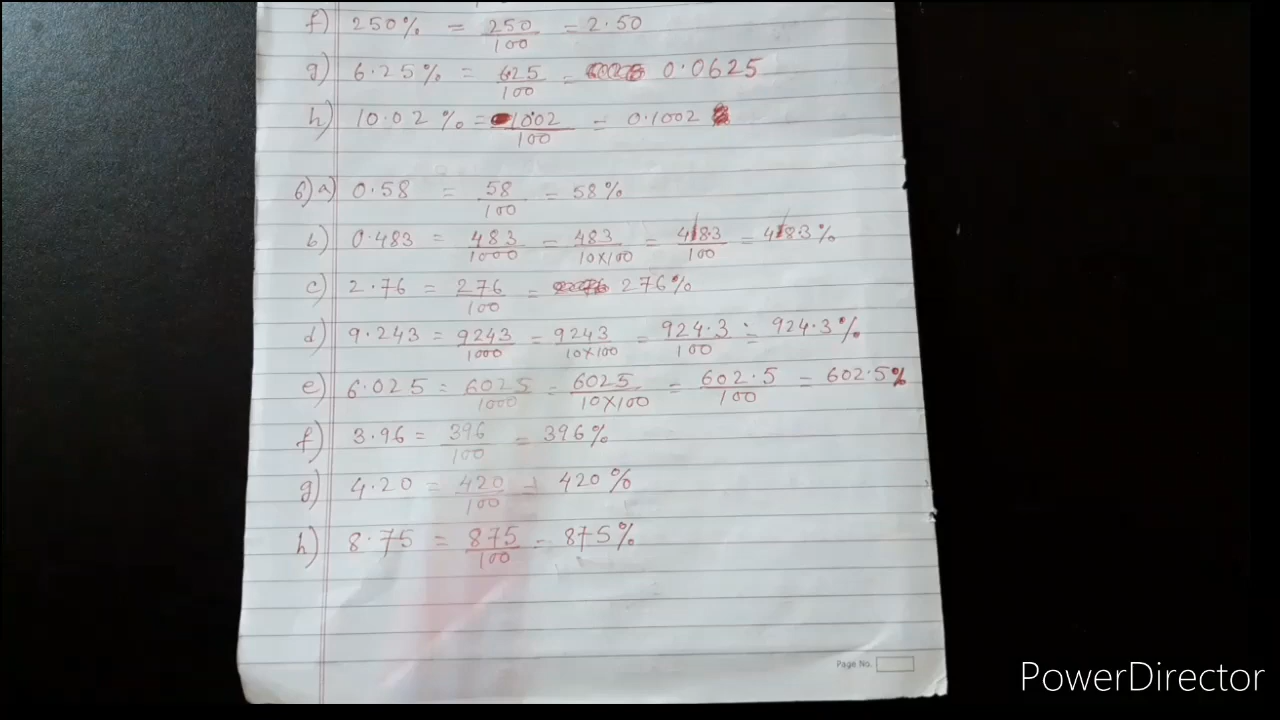 f) 250% = 250/100 = 2.50
g) 6.25% = 6.25/100 = 0.0625
h) 10.02% = 10.02/100 = 0.1002
6) a) 0.58 = 58/100 = 58%
b) 0.483 = 483/1000 = 483/10×100 = 48.3/100 = 48.3%
c) 2.76 = 276/100 = 276%
d) 9.243 = 9243/1000 = 9243/10×100 = 924.3/100 = 924.3%
e) 6.025 = 6025/1000 = 6025/10×100 = 602.5/100 = 602.5%
f) 3.96 = 396/100 = 396%
g) 4.20 = 420/100 = 420%
h) 8.75 = 875/100 = 875%
Page No.
PowerDirector